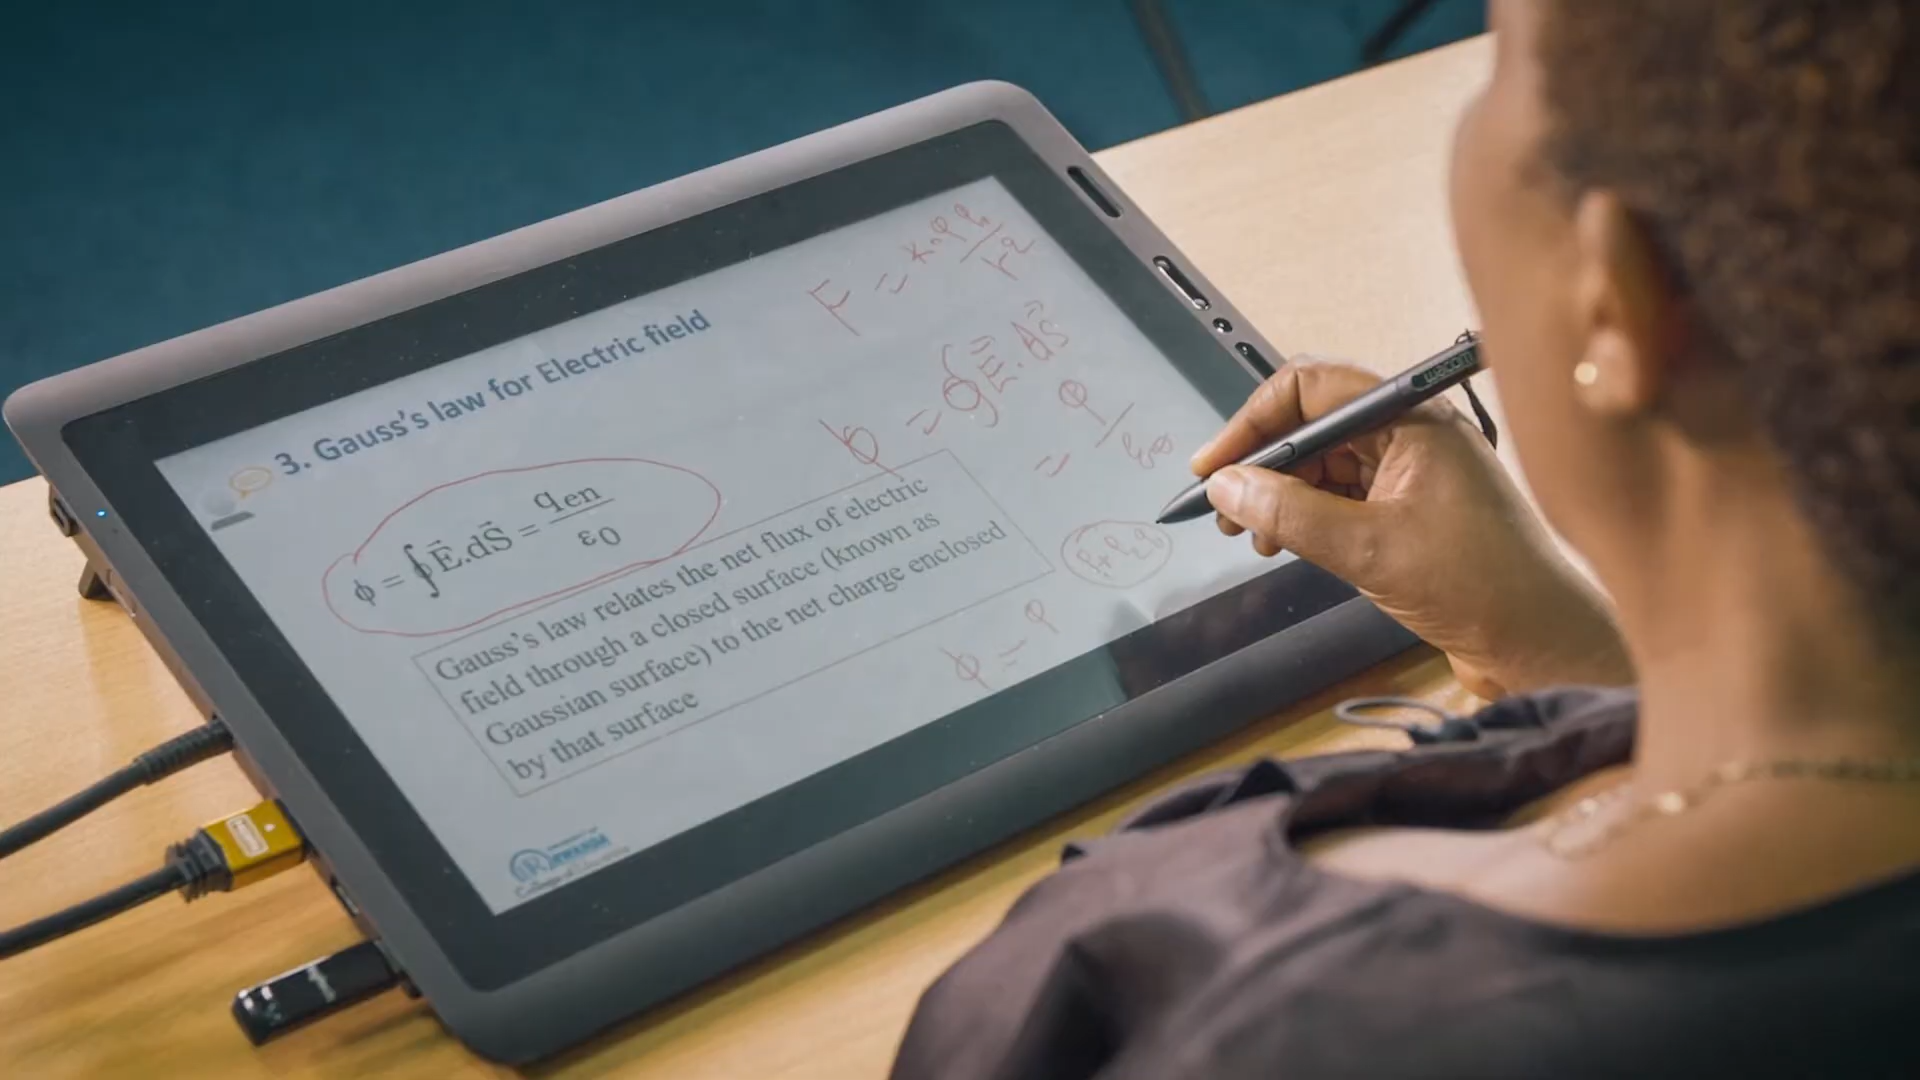 3. Gauss's law for Electric field
ϕ = ∮E⃗.dS⃗ = qen/ε0
Gauss's law relates the net flux of electric
field through a closed surface (known as
Gaussian surface) to the net charge enclosed
by that surface
F =
r²
ϕ = ∮E⃗.dS⃗
= φ/ε0
ϕ = φ
RWANDA
wacom